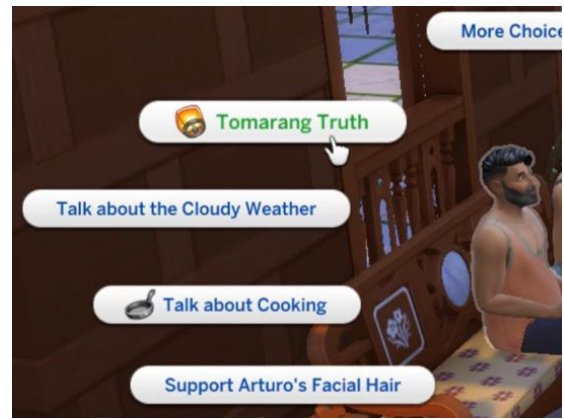 More Choice
Tomarang Truth
Talk about the Cloudy Weather
Talk about Cooking
Support Arturo's Facial Hair